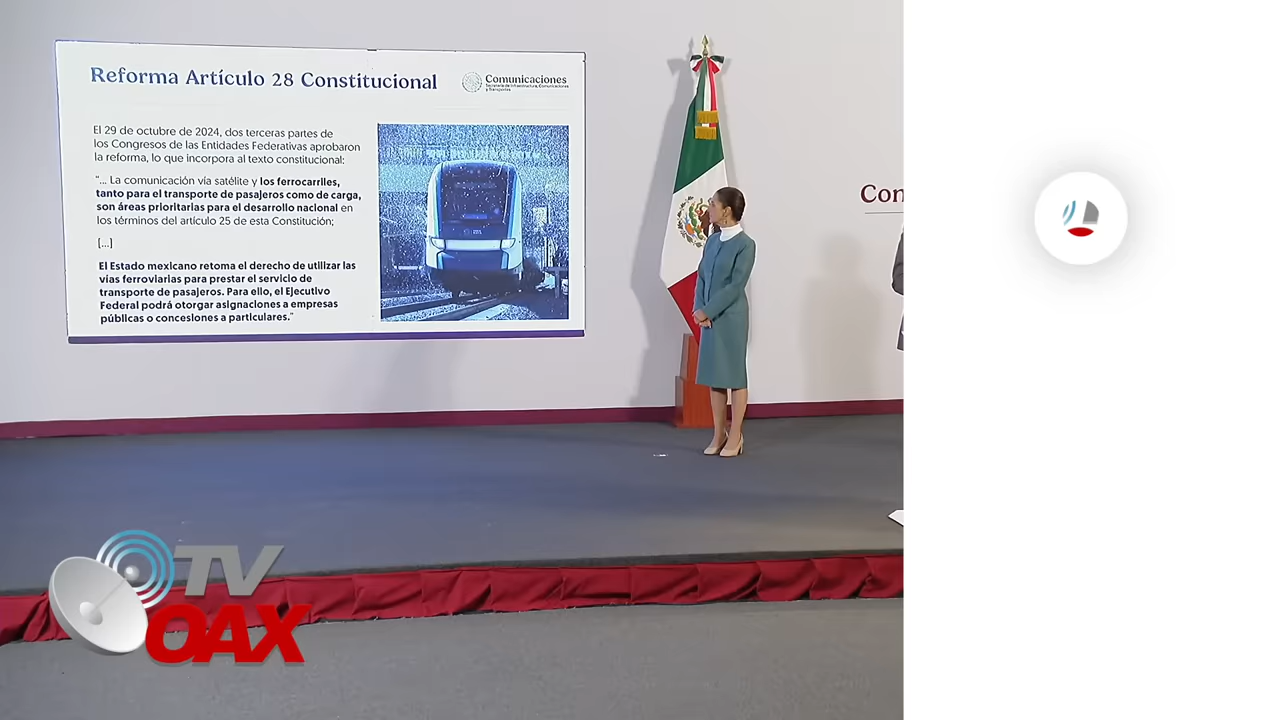 Reforma Artículo 28 Constitucional
Comunicaciones
Secretaría de Infraestructura, Comunicaciones
y Transportes
El 29 de octubre de 2024, dos terceras partes de
los Congresos de las Entidades Federativas aprobaron
la reforma, lo que incorpora al texto constitucional:
"... La comunicación vía satélite y los ferrocarriles,
tanto para el transporte de pasajeros como de carga,
son áreas prioritarias para el desarrollo nacional en
los términos del artículo 25 de esta Constitución;
[...]
El Estado mexicano retoma el derecho de utilizar las
vías ferroviarias para prestar el servicio de
transporte de pasajeros. Para ello, el Ejecutivo
Federal podrá otorgar asignaciones a empresas
públicas o concesiones a particulares."
Con
TV
OAX